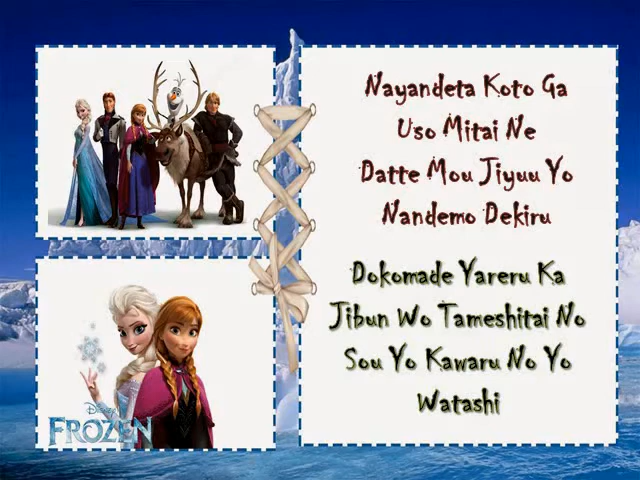 Nayandeta Koto Ga
Uso Mitai Ne
Datte Mou Jiyuu Yo
Nandemo Dekiru
Dokomade Yareru Ka
Jibun Wo Tameshitai No
Sou Yo Kawaru No Yo
Watashi
Disney
FROZEN